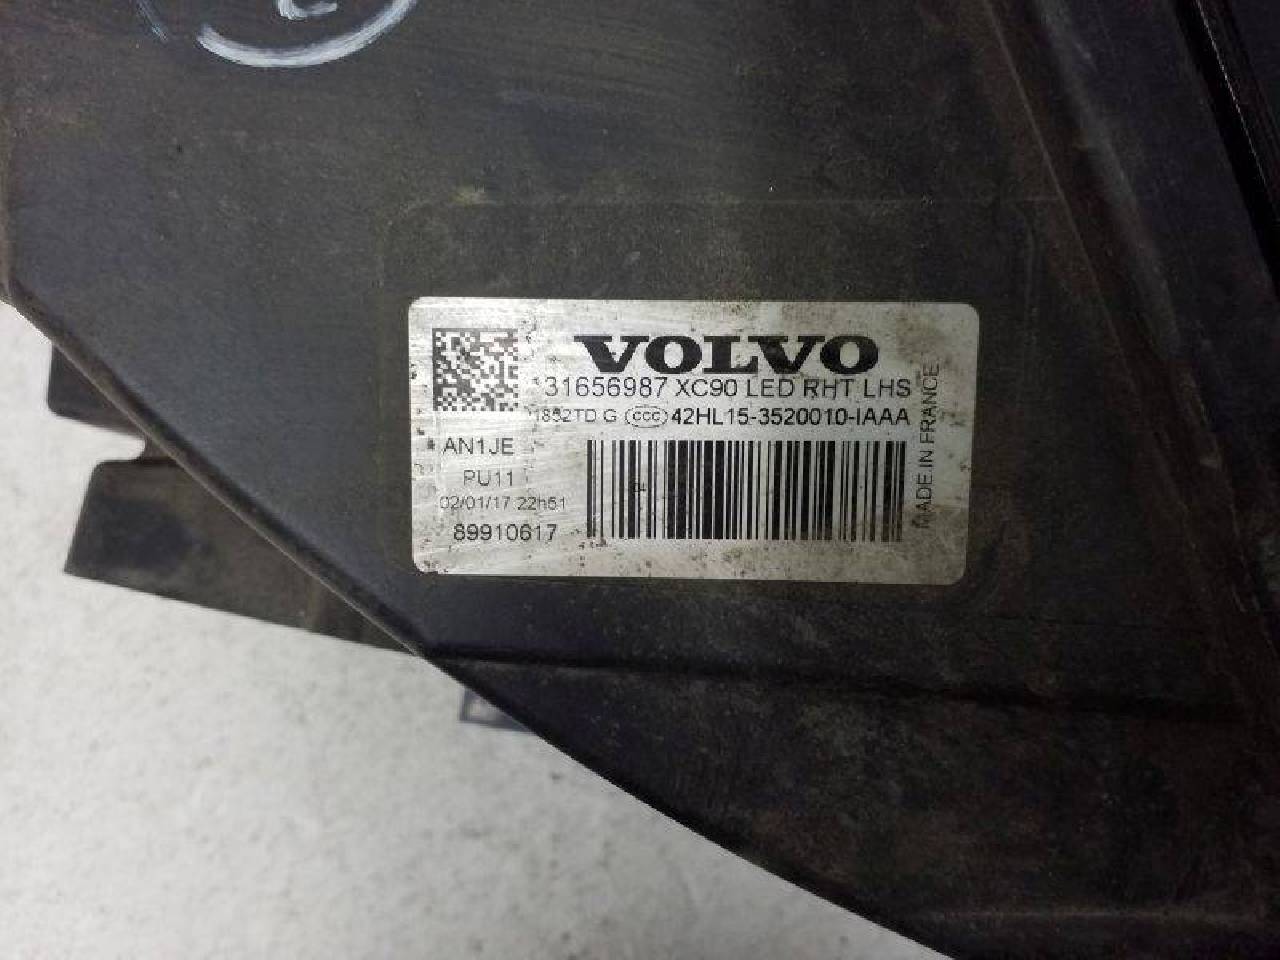 VOLVO
31656987 XC90 LED RHT LHS
G CCC 42HL15-3520010-IAAA
AN1JE
PU11
02/01/17 22h51
89910617
MADE IN FRANCE